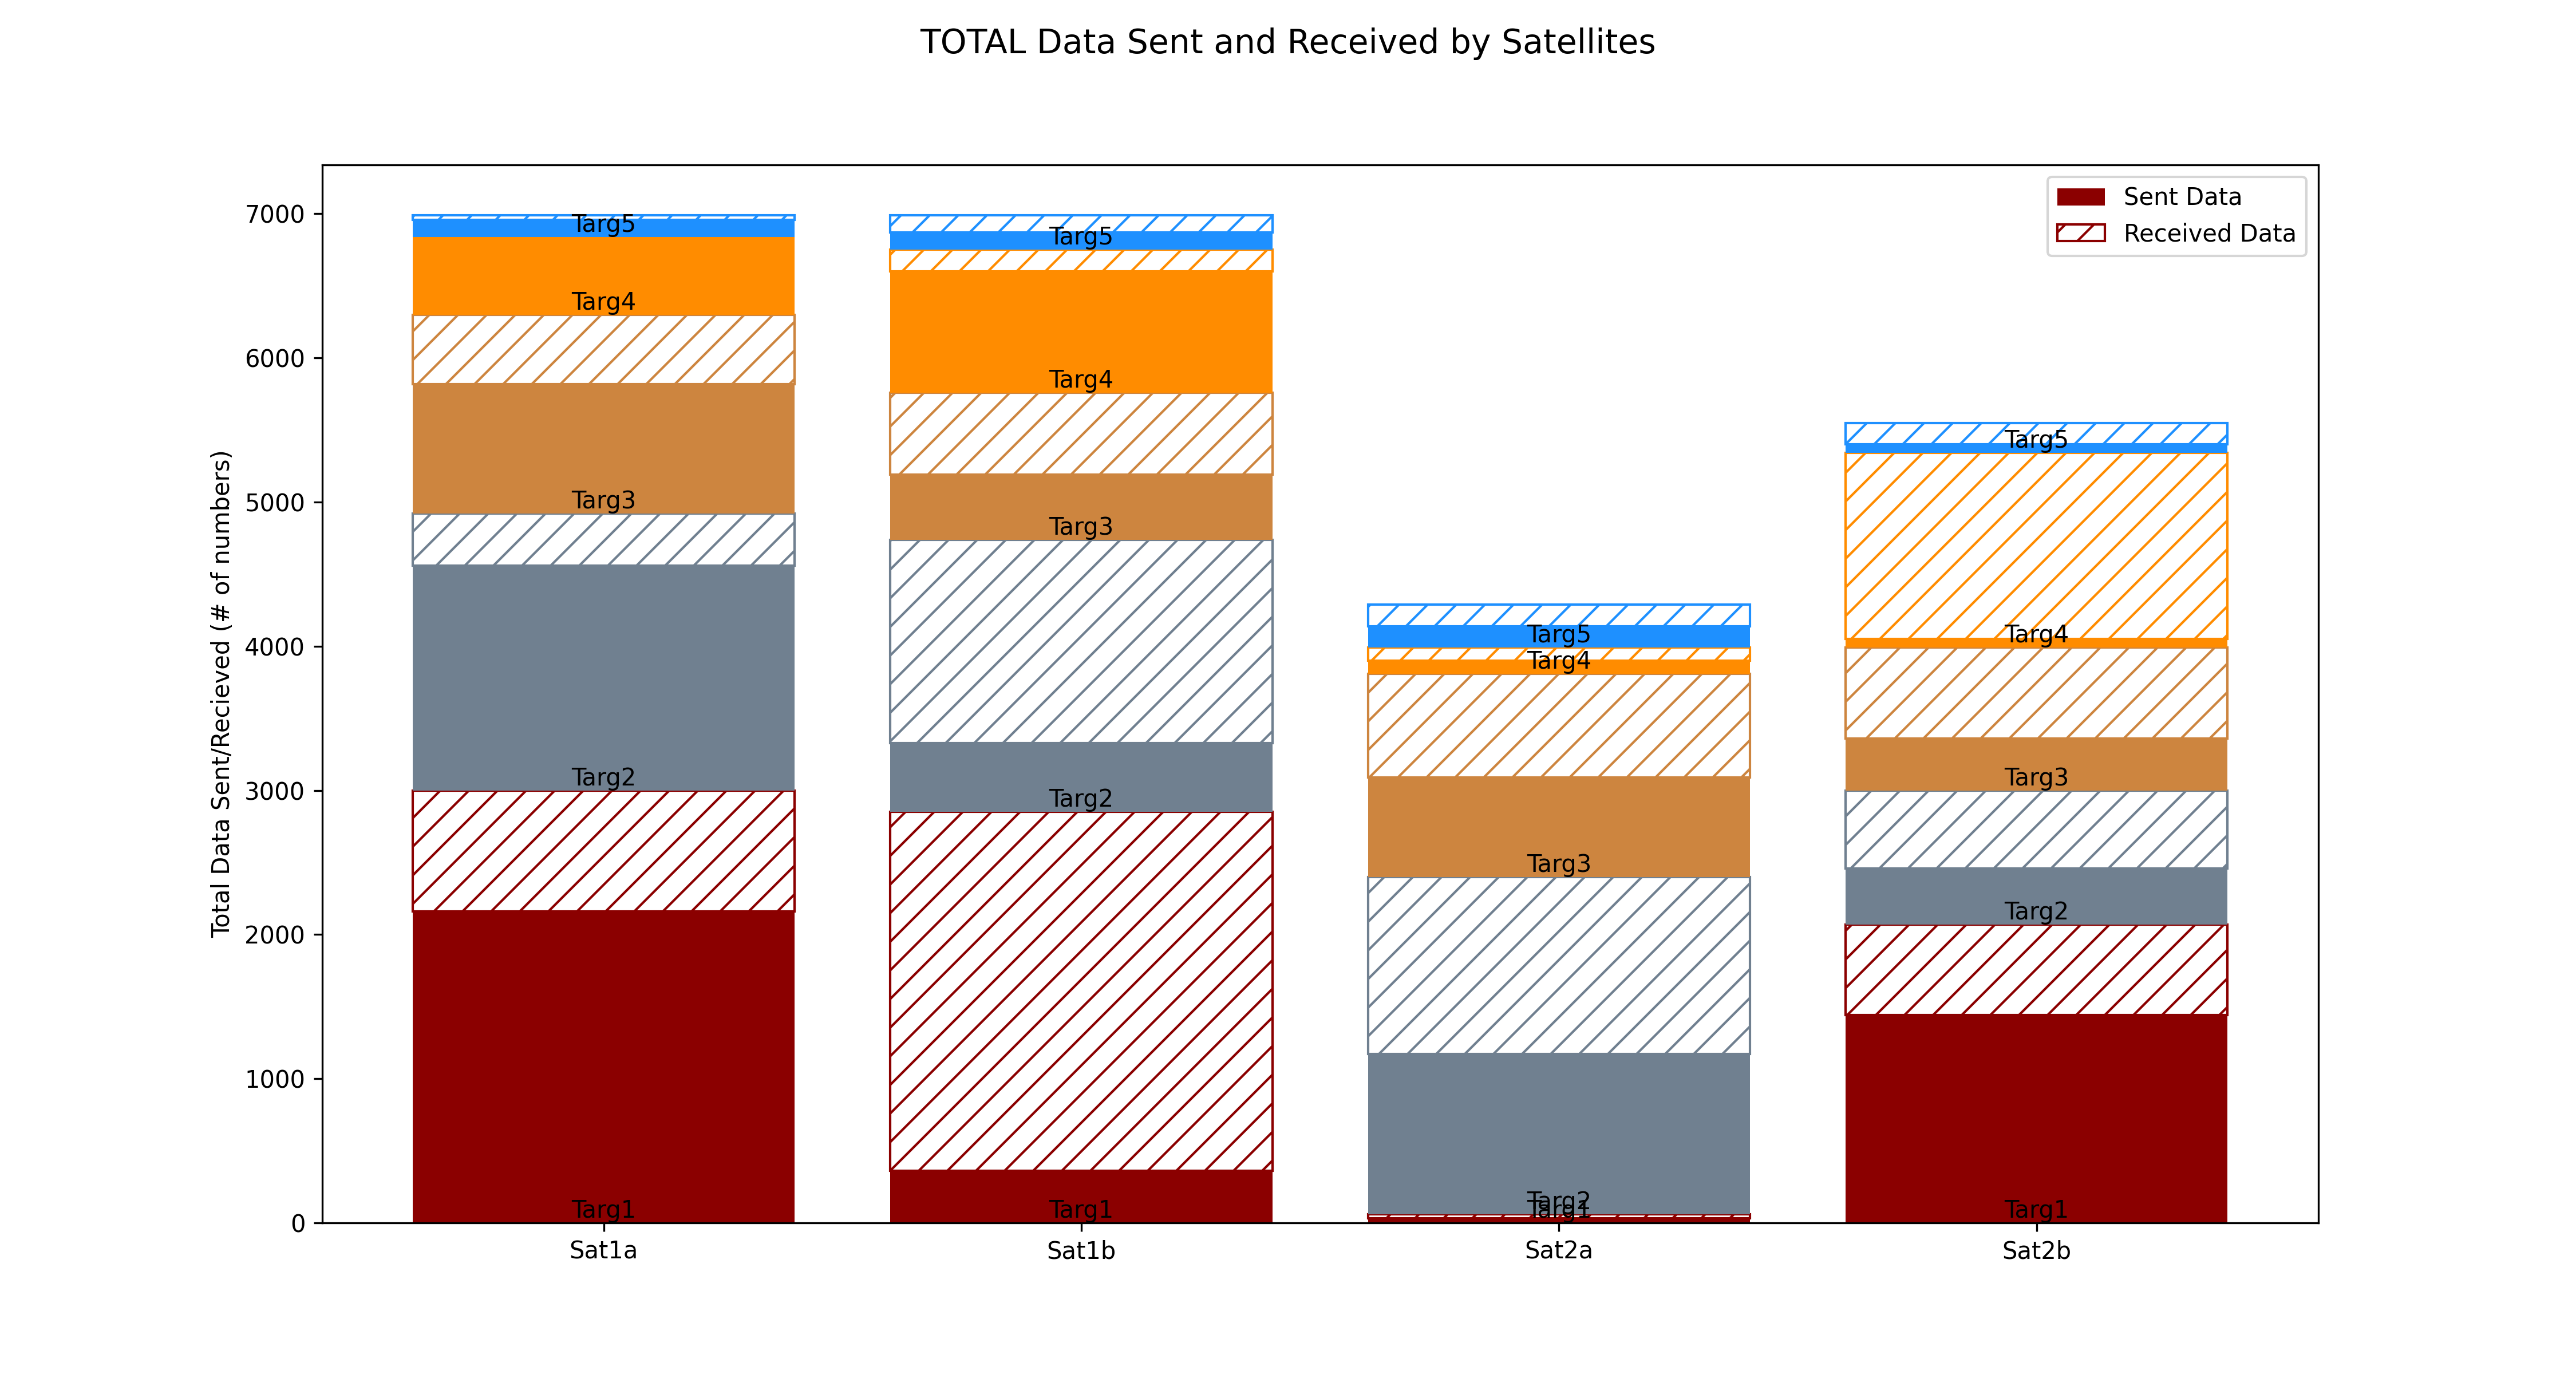 TOTAL Data Sent and Received by Satellites
Sent Data
Received Data
Total Data Sent/Recieved (# of numbers)
7000
6000
5000
4000
3000
2000
1000
0
Targ5
Targ4
Targ3
Targ2
Targ1
Targ5
Targ4
Targ3
Targ2
Targ1
Targ5
Targ4
Targ3
Targ2
Targ1
Targ5
Targ4
Targ3
Targ2
Targ1
Sat1a
Sat1b
Sat2a
Sat2b